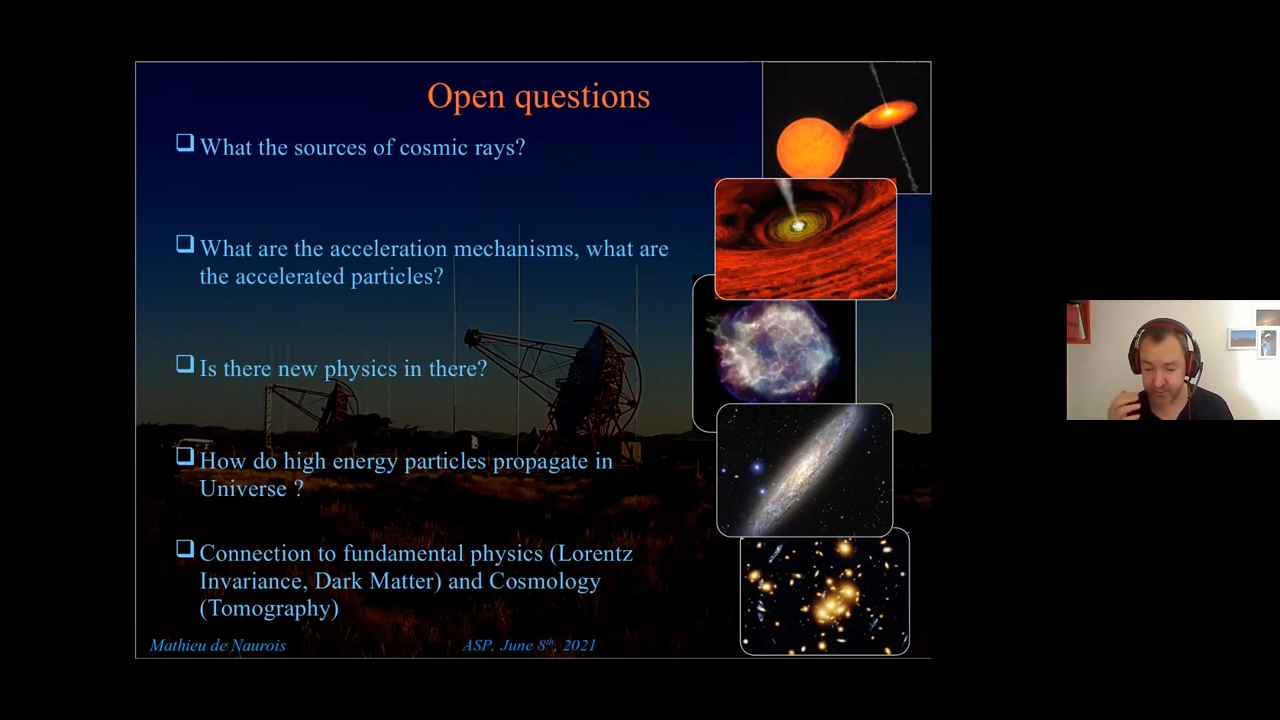 Open questions
What the sources of cosmic rays?
What are the acceleration mechanisms, what are
the accelerated particles?
Is there new physics in there?
How do high energy particles propagate in
Universe ?
Connection to fundamental physics (Lorentz
Invariance, Dark Matter) and Cosmology
(Tomography)
Mathieu de Naurois
ASP, June 8th, 2021